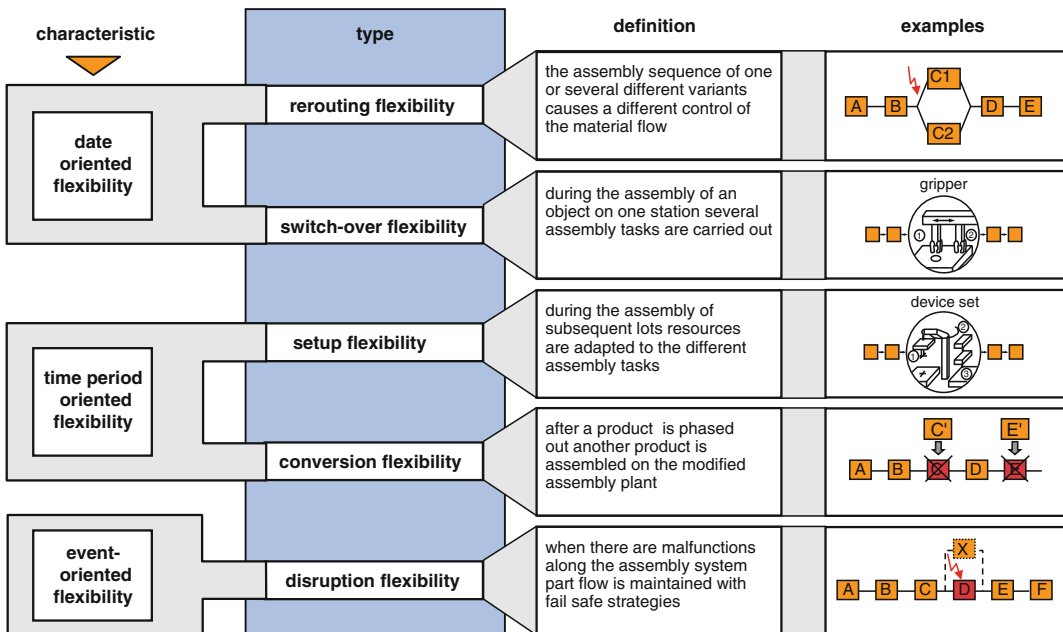 characteristic
type
definition
examples
date
oriented
flexibility
rerouting flexibility
the assembly sequence of one
or several different variants
causes a different control of
the material flow
A
B
C1
C2
D
E
switch-over flexibility
during the assembly of an
object on one station several
assembly tasks are carried out
gripper
1
2
time period
oriented
flexibility
setup flexibility
during the assembly of
subsequent lots resources
are adapted to the different
assembly tasks
device set
1
2
3
conversion flexibility
after a product is phased
out another product is
assembled on the modified
assembly plant
C' E'
A B C D E
event-
oriented
flexibility
disruption flexibility
when there are malfunctions
along the assembly system
part flow is maintained with
fail safe strategies
X
A B C D E F